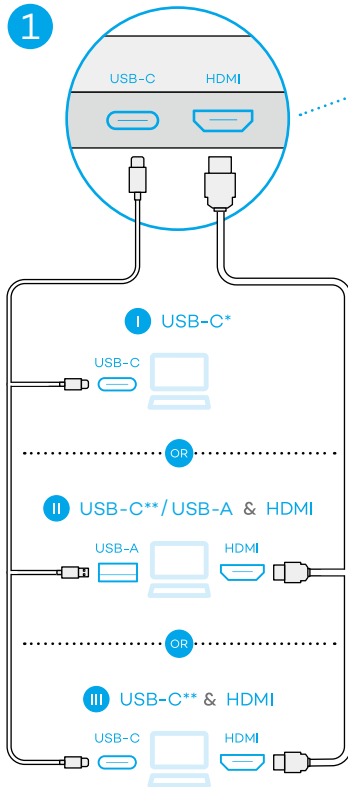 1
USB-C HDMI
I USB-C*
USB-C
OR
II USB-C**/USB-A & HDMI
USB-A HDMI
OR
III USB-C** & HDMI
USB-C HDMI